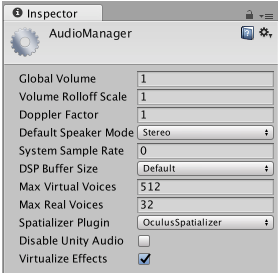 Inspector
AudioManager
Global Volume 1
Volume Rolloff Scale 1
Doppler Factor 1
Default Speaker Mode Stereo
System Sample Rate 0
DSP Buffer Size Default
Max Virtual Voices 512
Max Real Voices 32
Spatializer Plugin OculusSpatializer
Disable Unity Audio
Virtualize Effects